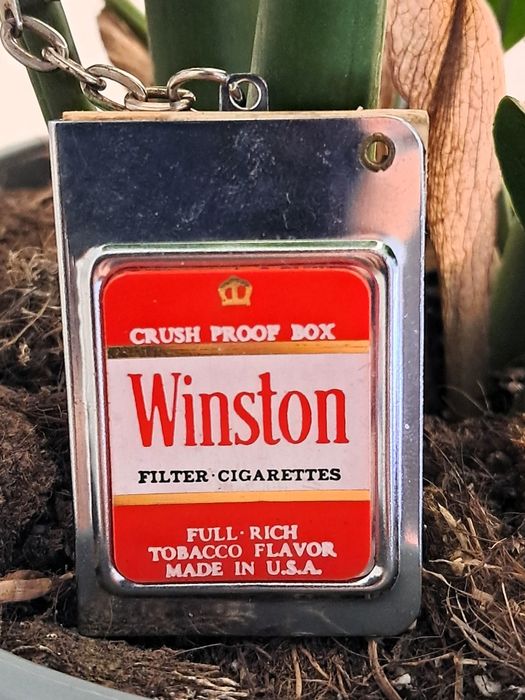 CRUSH PROOF BOX
Winston
FILTER·CIGARETTES
FULL·RICH
TOBACCO FLAVOR
MADE IN U.S.A.